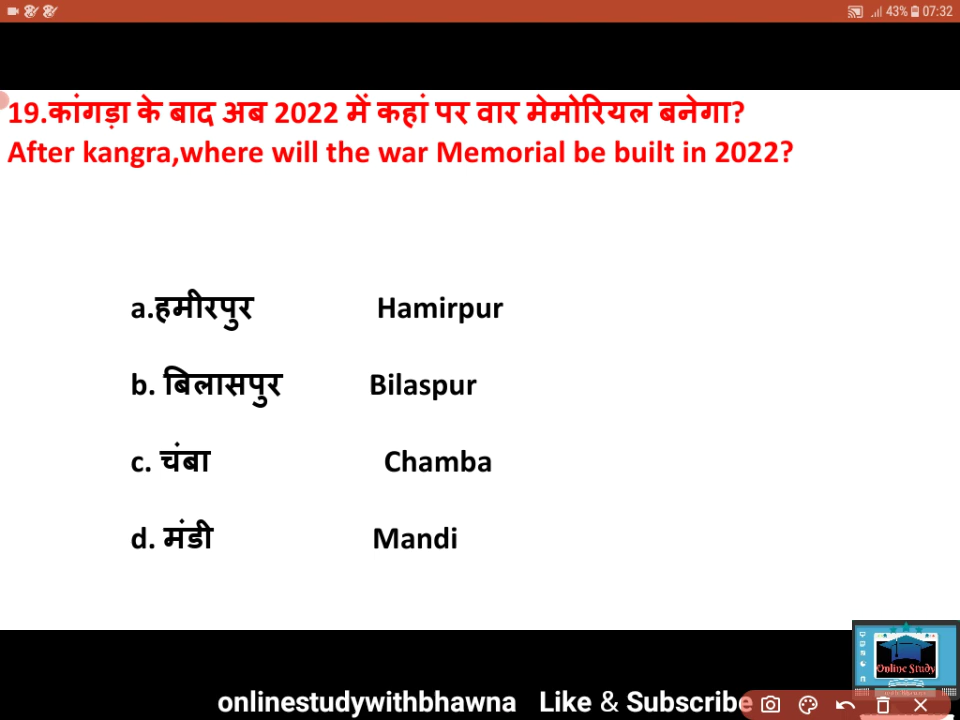 43% 07:32
19.कांगड़ा के बाद अब 2022 में कहां पर वार मेमोरियल बनेगा?
After kangra,where will the war Memorial be built in 2022?
a.हमीरपुर Hamirpur
b. बिलासपुर Bilaspur
c. चंबा Chamba
d. मंडी Mandi
Online Study
onlinestudywithbhawna Like & Subscribe